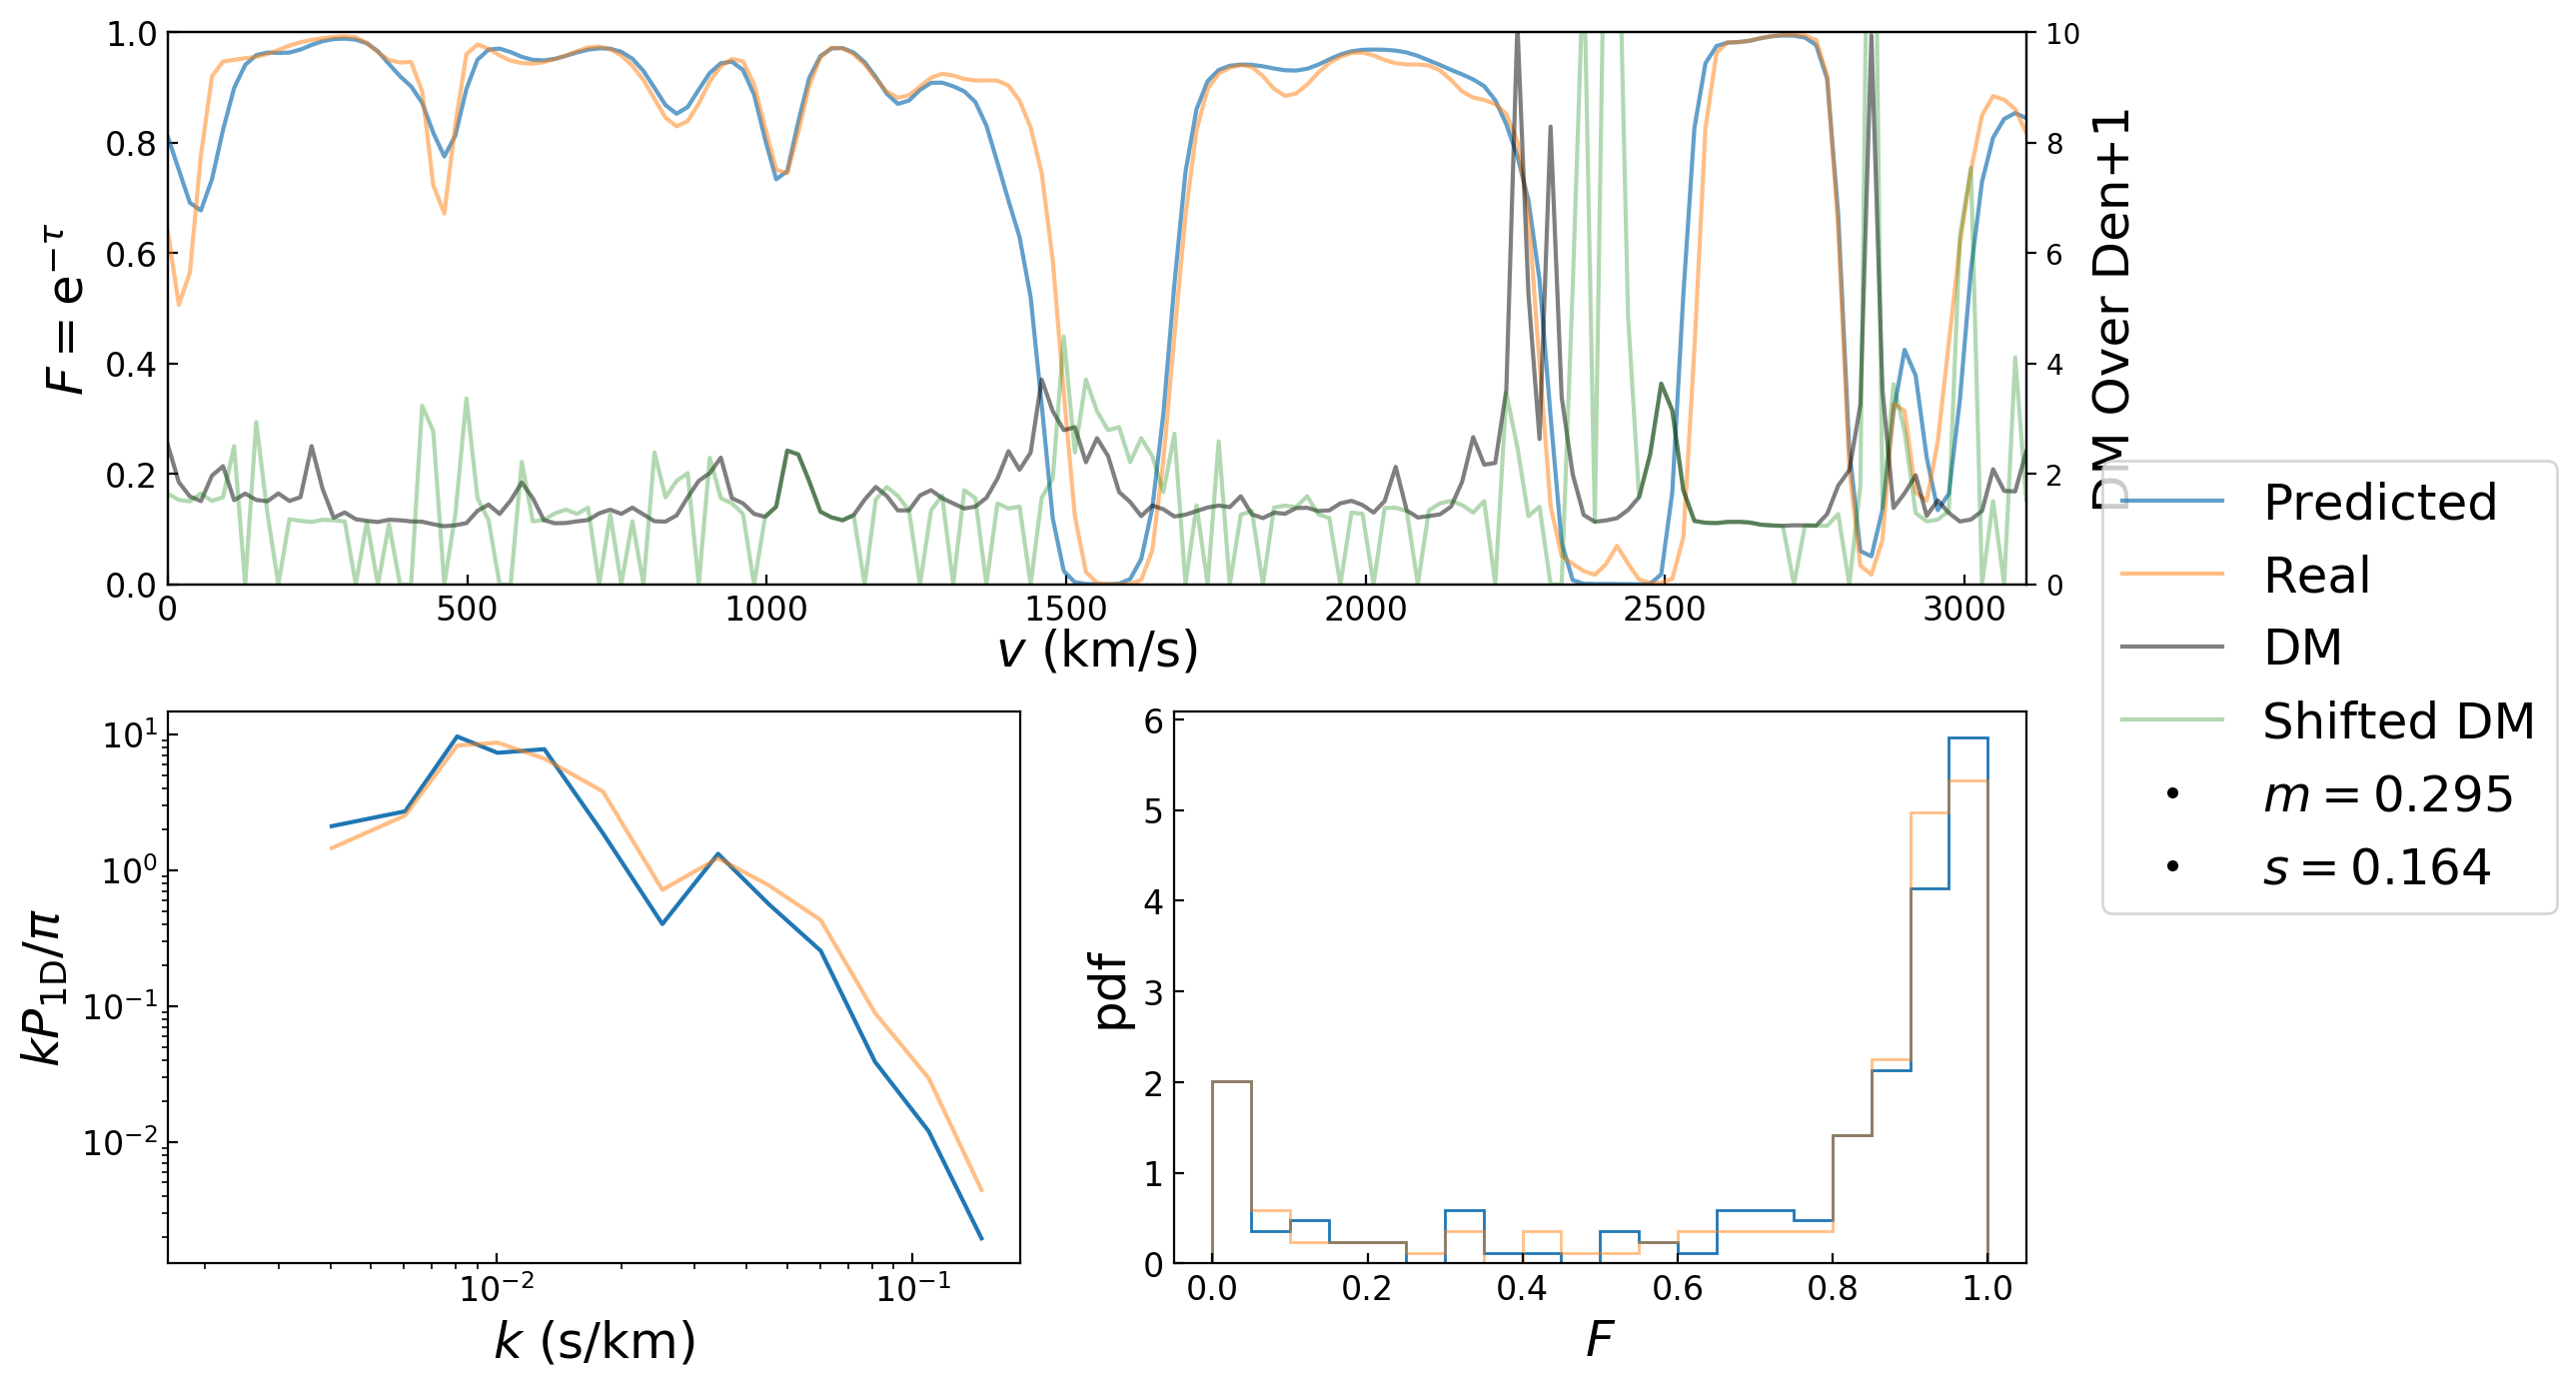 1.0
0.8
0.6
0.4
0.2
0.0
F = e^{−τ}
10
8
6
4
2
0
DM Over Den+1
0 500 1000 1500 2000 2500 3000
v (km/s)
Predicted
Real
DM
Shifted DM
m = 0.295
s = 0.164
10^1
10^0
10^{−1}
10^{−2}
kP_{1D}/π
10^{−2} 10^{−1}
k (s/km)
6
5
4
3
2
1
0
pdf
0.0 0.2 0.4 0.6 0.8 1.0
F